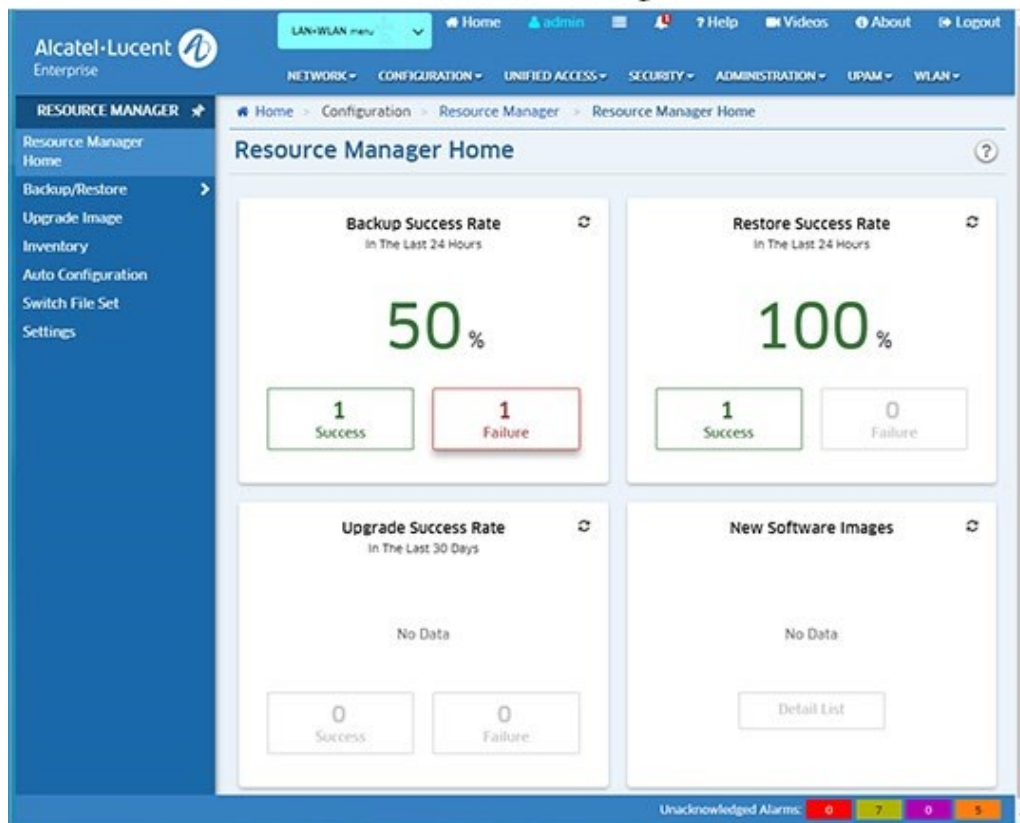 Alcatel·Lucent
Enterprise
LAN+WLAN menu
Home admin ? Help Videos About Logout
NETWORK CONFIGURATION UNIFIED ACCESS SECURITY ADMINISTRATION UPAM WLAN
RESOURCE MANAGER
Resource Manager
Home
Backup/Restore
Upgrade Image
Inventory
Auto Configuration
Switch File Set
Settings
Home > Configuration > Resource Manager > Resource Manager Home
Resource Manager Home
?
Backup Success Rate
In The Last 24 Hours
50 %
1
Success
1
Failure
Restore Success Rate
In The Last 24 Hours
100 %
1
Success
0
Failure
Upgrade Success Rate
In The Last 30 Days
No Data
0
Success
0
Failure
New Software Images
No Data
Detail List
Unacknowledged Alarms: 0 7 0 5